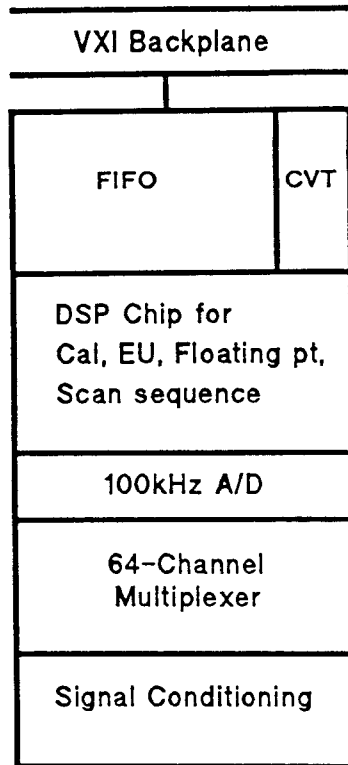 VXI Backplane
FIFO
CVT
DSP Chip for
Cal, EU, Floating pt,
Scan sequence
100kHz A/D
64-Channel
Multiplexer
Signal Conditioning